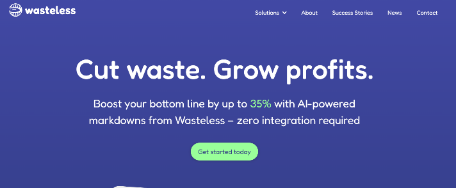 wasteless
Solutions About Success Stories News Contact
Cut waste. Grow profits.
Boost your bottom line by up to 35% with AI-powered
markdowns from Wasteless – zero integration required
Get started today